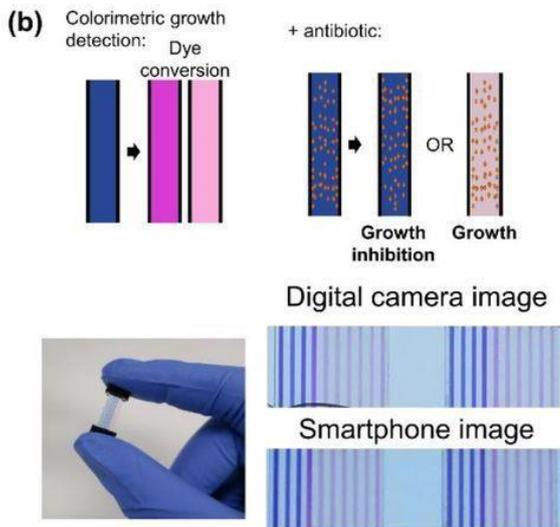 (b)
Colorimetric growth
detection:
Dye
conversion
+ antibiotic:
OR
Growth
inhibition
Growth
Digital camera image
Smartphone image